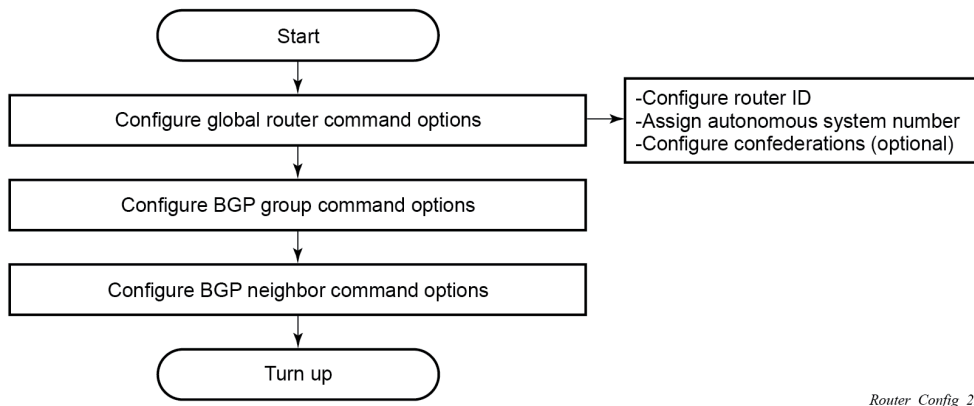 Start
Configure global router command options
-Configure router ID
-Assign autonomous system number
-Configure confederations (optional)
Configure BGP group command options
Configure BGP neighbor command options
Turn up
Router_Config_2